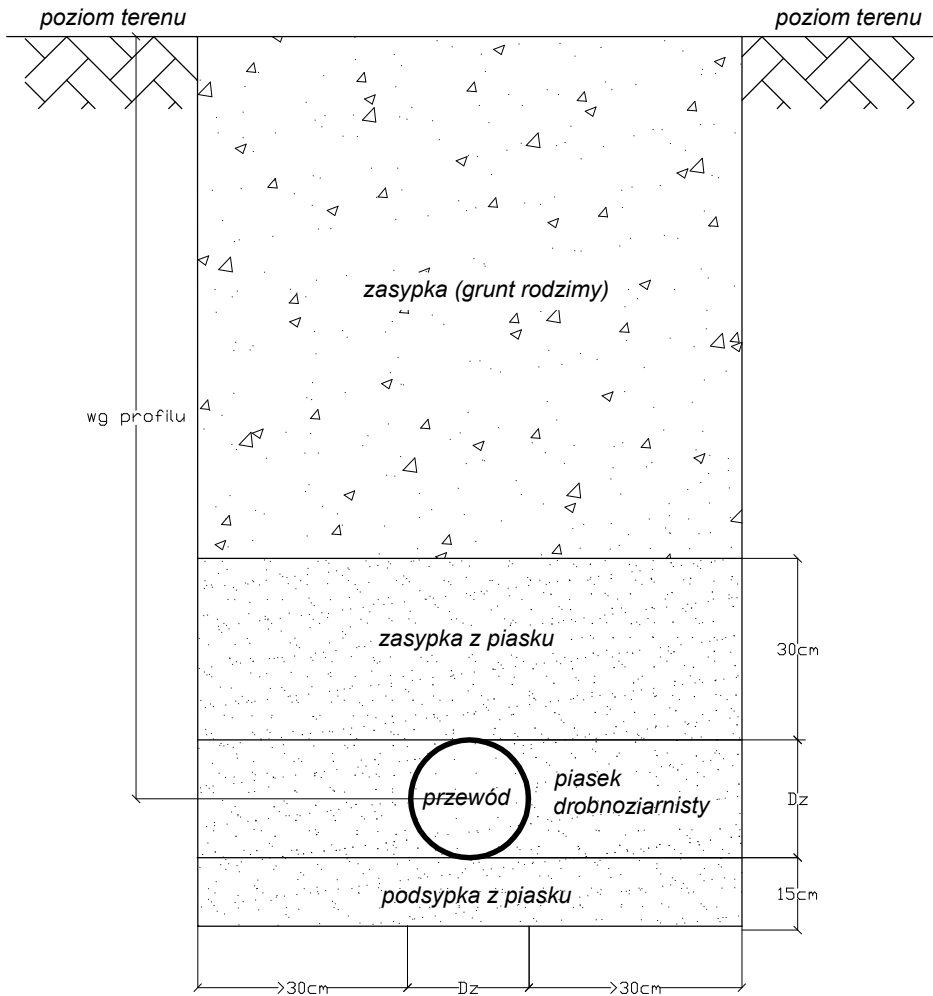 poziom terenu
poziom terenu
zasypka (grunt rodzimy)
wg profilu
zasypka z piasku
30cm
przewód
piasek
drobnoziarnisty
Dz
podsypka z piasku
15cm
>30cm
Dz
>30cm